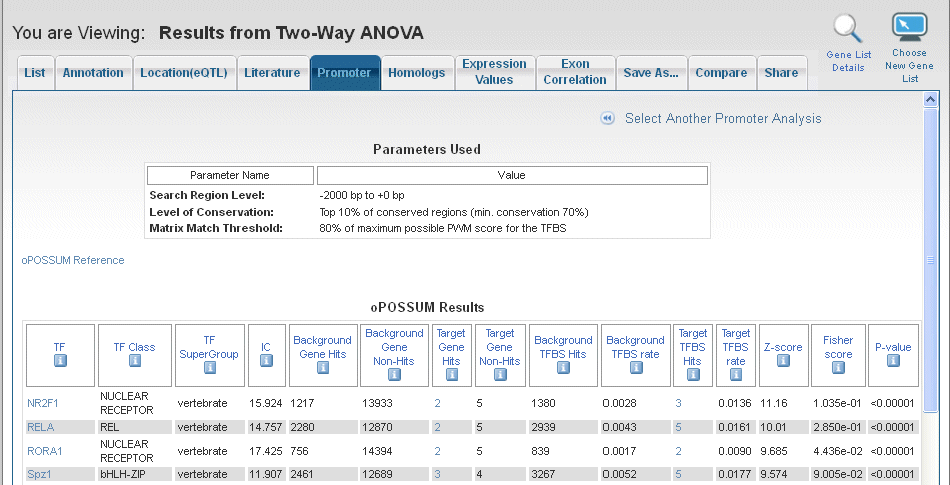 You are Viewing: Results from Two-Way ANOVA
Gene List Details
Choose New Gene List
List Annotation Location(eQTL) Literature Promoter Homologs Expression Values Exon Correlation Save As... Compare Share
Select Another Promoter Analysis
Parameters Used
Parameter Name Value
Search Region Level: -2000 bp to +0 bp
Level of Conservation: Top 10% of conserved regions (min. conservation 70%)
Matrix Match Threshold: 80% of maximum possible PWM score for the TFBS
oPOSSUM Reference
oPOSSUM Results
TF TF Class TF SuperGroup IC Background Gene Hits Background Gene Non-Hits Target Gene Hits Target Gene Non-Hits Background TFBS Hits Background TFBS rate Target TFBS Hits Target TFBS rate Z-score Fisher score P-value
NR2F1 NUCLEAR RECEPTOR vertebrate 15.924 1217 13933 2 5 1380 0.0028 3 0.0136 11.16 1.035e-01 <0.00001
RELA REL vertebrate 14.757 2280 12870 2 5 2939 0.0043 5 0.0161 10.01 2.850e-01 <0.00001
RORA1 NUCLEAR RECEPTOR vertebrate 17.425 756 14394 2 5 839 0.0017 2 0.0090 9.685 4.436e-02 <0.00001
Spz1 bHLH-ZIP vertebrate 11.907 2461 12689 3 4 3267 0.0052 5 0.0177 9.574 9.005e-02 <0.00001